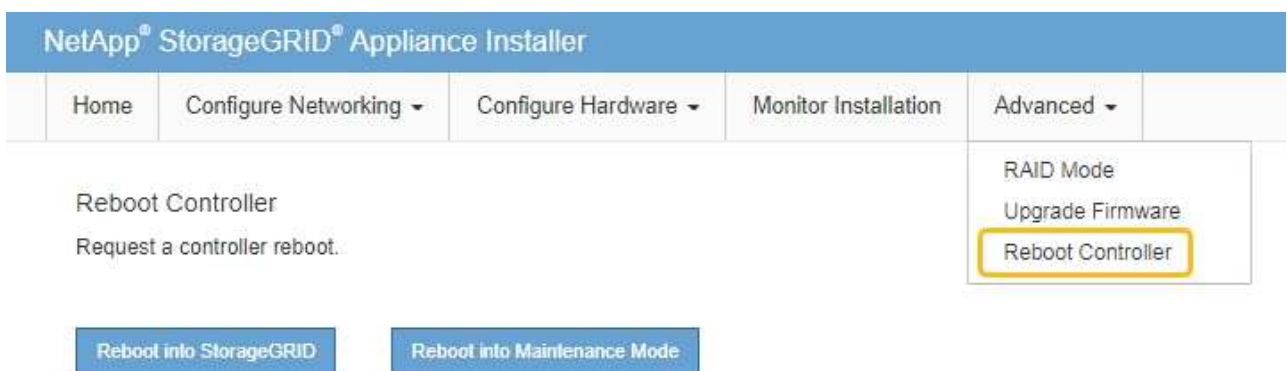 NetApp® StorageGRID® Appliance Installer
Home Configure Networking Configure Hardware Monitor Installation Advanced
RAID Mode
Upgrade Firmware
Reboot Controller
Reboot Controller
Request a controller reboot.
Reboot into StorageGRID Reboot into Maintenance Mode